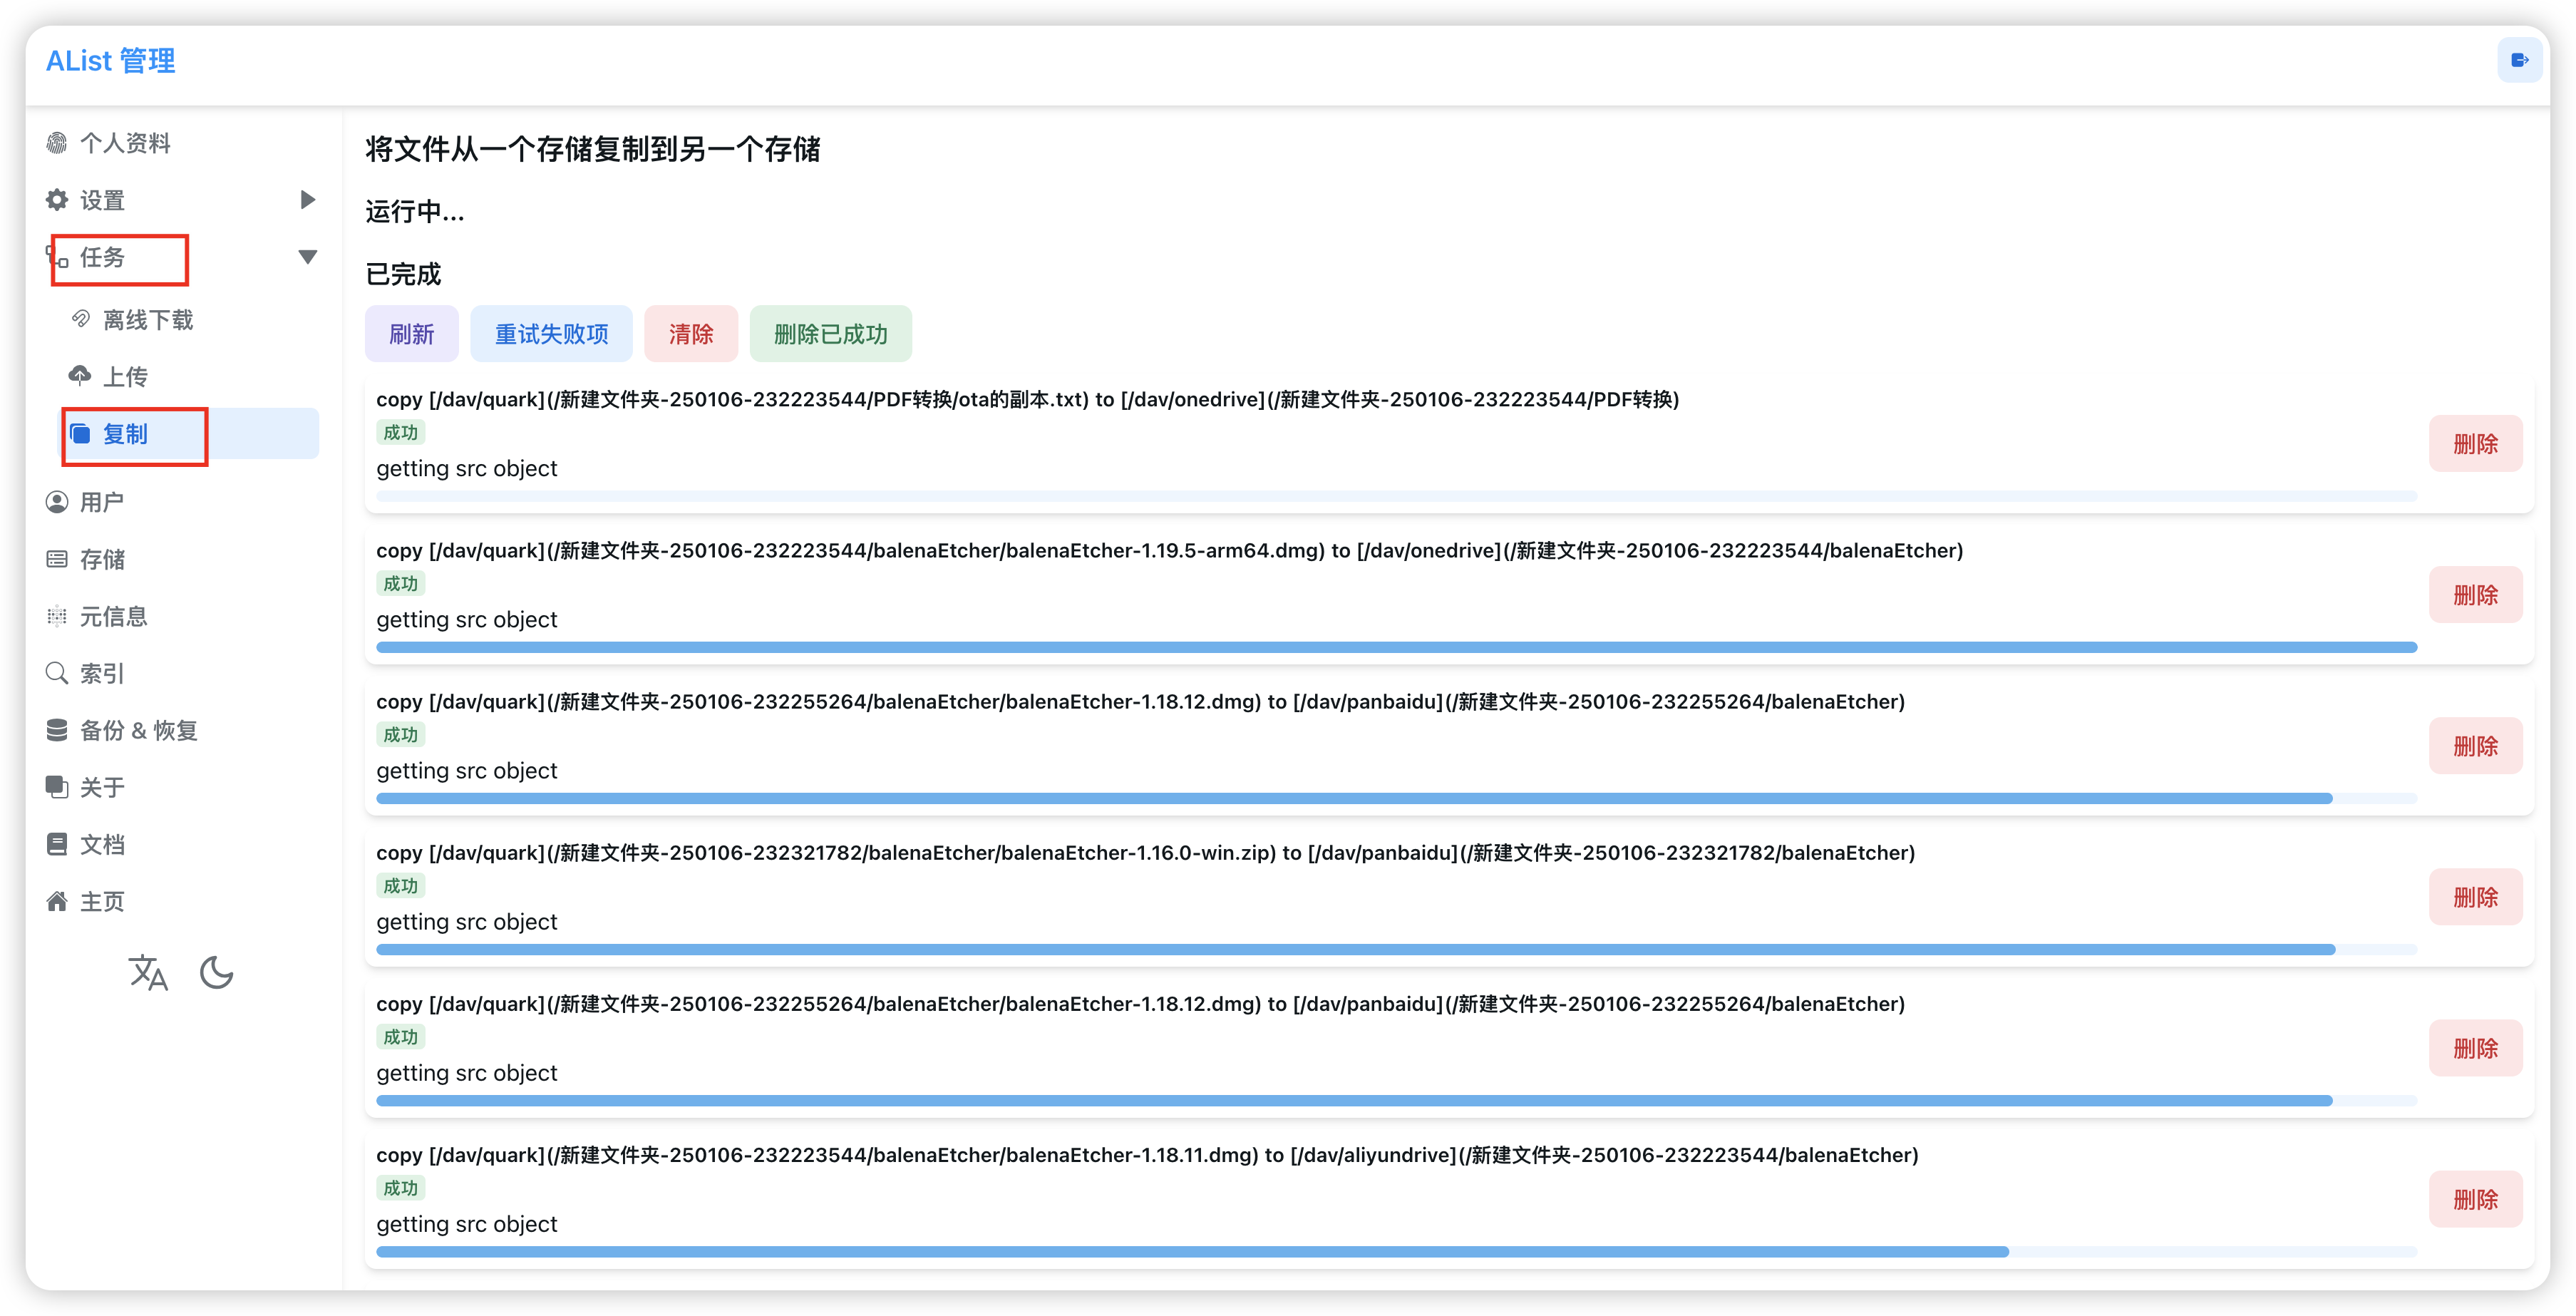 AList 管理
个人资料
设置
任务
离线下载
上传
复制
用户
存储
元信息
索引
备份 & 恢复
关于
文档
主页
将文件从一个存储复制到另一个存储
运行中...
已完成
刷新 重试失败项 清除 删除已成功
copy [/dav/quark](/新建文件夹-250106-232223544/PDF转换/ota的副本.txt) to [/dav/onedrive](/新建文件夹-250106-232223544/PDF转换)
成功
getting src object
删除
copy [/dav/quark](/新建文件夹-250106-232223544/balenaEtcher/balenaEtcher-1.19.5-arm64.dmg) to [/dav/onedrive](/新建文件夹-250106-232223544/balenaEtcher)
成功
getting src object
删除
copy [/dav/quark](/新建文件夹-250106-232255264/balenaEtcher/balenaEtcher-1.18.12.dmg) to [/dav/panbaidu](/新建文件夹-250106-232255264/balenaEtcher)
成功
getting src object
删除
copy [/dav/quark](/新建文件夹-250106-232321782/balenaEtcher/balenaEtcher-1.16.0-win.zip) to [/dav/panbaidu](/新建文件夹-250106-232321782/balenaEtcher)
成功
getting src object
删除
copy [/dav/quark](/新建文件夹-250106-232255264/balenaEtcher/balenaEtcher-1.18.12.dmg) to [/dav/panbaidu](/新建文件夹-250106-232255264/balenaEtcher)
成功
getting src object
删除
copy [/dav/quark](/新建文件夹-250106-232223544/balenaEtcher/balenaEtcher-1.18.11.dmg) to [/dav/aliyundrive](/新建文件夹-250106-232223544/balenaEtcher)
成功
getting src object
删除